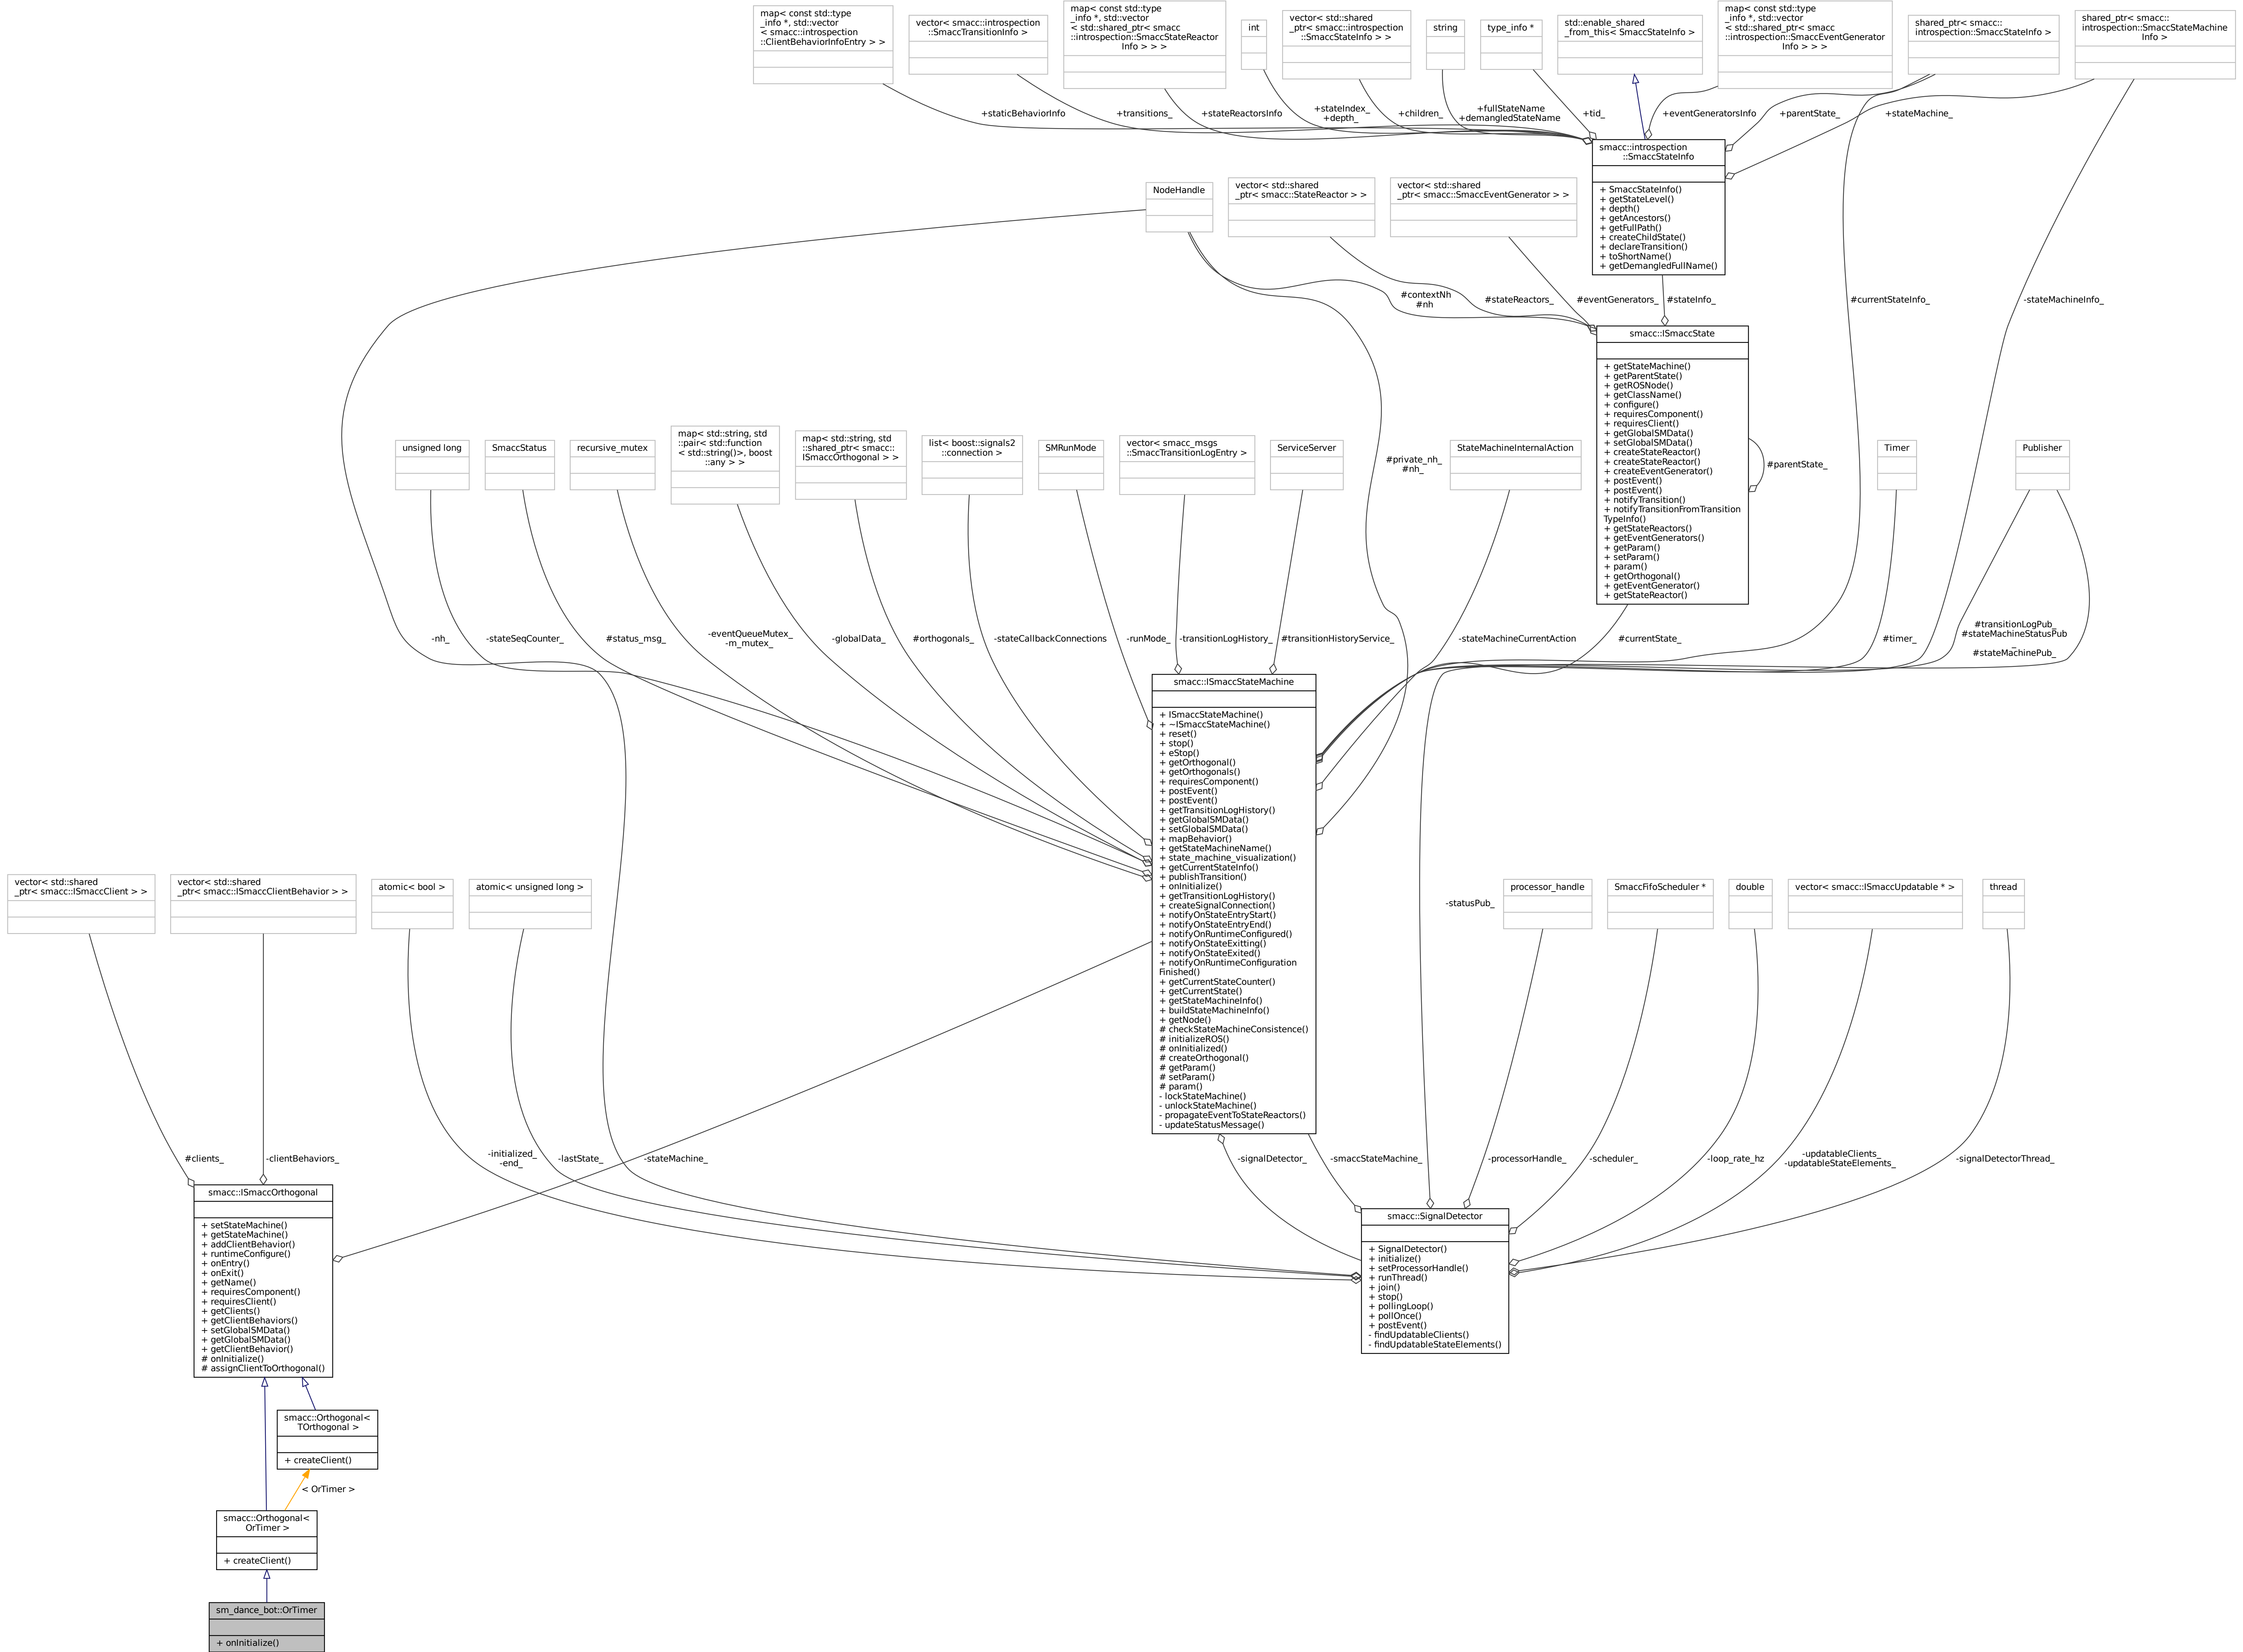 map< const std::type
_info *, std::vector
< smacc::introspection
::ClientBehaviorInfoEntry > >
vector< smacc::introspection
::SmaccTransitionInfo >
map< const std::type
_info *, std::vector
< std::shared_ptr< smacc
::introspection::SmaccStateReactor
Info > > >
int
vector< std::shared
_ptr< smacc::introspection
::SmaccStateInfo > >
string
type_info *
std::enable_shared
_from_this< SmaccStateInfo >
map< const std::type
_info *, std::vector
< std::shared_ptr< smacc
::introspection::SmaccEventGenerator
Info > > >
shared_ptr< smacc::
introspection::SmaccStateInfo >
shared_ptr< smacc::
introspection::SmaccStateMachine
Info >
+staticBehaviorInfo
+transitions_
+stateReactorsInfo
+stateIndex_
+depth_
+children_
+fullStateName
+demangledStateName
+tid_
+eventGeneratorsInfo
+parentState_
+stateMachine_
smacc::introspection
::SmaccStateInfo
+ SmaccStateInfo()
+ getStateLevel()
+ depth()
+ getAncestors()
+ getFullPath()
+ createChildState()
+ declareTransition()
+ toShortName()
+ getDemangledFullName()
NodeHandle
vector< std::shared
_ptr< smacc::StateReactor > >
vector< std::shared
_ptr< smacc::SmaccEventGenerator > >
#contextNh
#nh
#stateReactors_
#eventGenerators_
#stateInfo_
#currentStateInfo_
-stateMachineInfo_
smacc::ISmaccState
+ getStateMachine()
+ getParentState()
+ getROSNode()
+ getClassName()
+ configure()
+ requiresComponent()
+ requiresClient()
+ getGlobalSMData()
+ setGlobalSMData()
+ createStateReactor()
+ createStateReactor()
+ createEventGenerator()
+ postEvent()
+ postEvent()
+ notifyTransition()
+ notifyTransitionFromTransition
TypeInfo()
+ getStateReactors()
+ getEventGenerators()
+ getParam()
+ setParam()
+ param()
+ getOrthogonal()
+ getEventGenerator()
+ getStateReactor()
#parentState_
unsigned long
SmaccStatus
recursive_mutex
map< std::string, std
::pair< std::function
< std::string()>, boost
::any > >
map< std::string, std
::shared_ptr< smacc::
ISmaccOrthogonal > >
list< boost::signals2
::connection >
SMRunMode
vector< smacc_msgs
::SmaccTransitionLogEntry >
ServiceServer
#private_nh_
#nh_
StateMachineInternalAction
Timer
Publisher
-nh_
-stateSeqCounter_
#status_msg_
-eventQueueMutex_
-m_mutex_
-globalData_
#orthogonals_
-stateCallbackConnections
-runMode_
-transitionLogHistory_
#transitionHistoryService_
-stateMachineCurrentAction
#currentState_
#timer_
#transitionLogPub_
#stateMachineStatusPub
_
#stateMachinePub_
smacc::ISmaccStateMachine
+ ISmaccStateMachine()
+ ~ISmaccStateMachine()
+ reset()
+ stop()
+ eStop()
+ getOrthogonal()
+ getOrthogonals()
+ requiresComponent()
+ postEvent()
+ postEvent()
+ getTransitionLogHistory()
+ getGlobalSMData()
+ setGlobalSMData()
+ mapBehavior()
+ getStateMachineName()
+ state_machine_visualization()
+ getCurrentStateInfo()
+ publishTransition()
+ onInitialize()
+ getTransitionLogHistory()
+ createSignalConnection()
+ notifyOnStateEntryStart()
+ notifyOnStateEntryEnd()
+ notifyOnRuntimeConfigured()
+ notifyOnStateExitting()
+ notifyOnStateExited()
+ notifyOnRuntimeConfiguration
Finished()
+ getCurrentStateCounter()
+ getCurrentState()
+ getStateMachineInfo()
+ buildStateMachineInfo()
+ getNode()
# checkStateMachineConsistence()
# initializeROS()
# onInitialized()
# createOrthogonal()
# getParam()
# setParam()
# param()
- lockStateMachine()
- unlockStateMachine()
- propagateEventToStateReactors()
- updateStatusMessage()
vector< std::shared
_ptr< smacc::ISmaccClient > >
vector< std::shared
_ptr< smacc::ISmaccClientBehavior > >
atomic< bool >
atomic< unsigned long >
-statusPub_
processor_handle
SmaccFifoScheduler *
double
vector< smacc::ISmaccUpdatable * >
thread
#clients_
-clientBehaviors_
-initialized_
-end_
-lastState_
-stateMachine_
-signalDetector_
-smaccStateMachine_
-processorHandle_
-scheduler_
-loop_rate_hz
-updatableClients_
-updatableStateElements_
-signalDetectorThread_
smacc::ISmaccOrthogonal
+ setStateMachine()
+ getStateMachine()
+ addClientBehavior()
+ runtimeConfigure()
+ onEntry()
+ onExit()
+ getName()
+ requiresComponent()
+ requiresClient()
+ getClients()
+ getClientBehaviors()
+ setGlobalSMData()
+ getGlobalSMData()
+ getClientBehavior()
# onInitialize()
# assignClientToOrthogonal()
smacc::SignalDetector
+ SignalDetector()
+ initialize()
+ setProcessorHandle()
+ runThread()
+ join()
+ stop()
+ pollingLoop()
+ pollOnce()
+ postEvent()
- findUpdatableClients()
- findUpdatableStateElements()
smacc::Orthogonal<
TOrthogonal >
+ createClient()
< OrTimer >
smacc::Orthogonal<
OrTimer >
+ createClient()
sm_dance_bot::OrTimer
+ onInitialize()